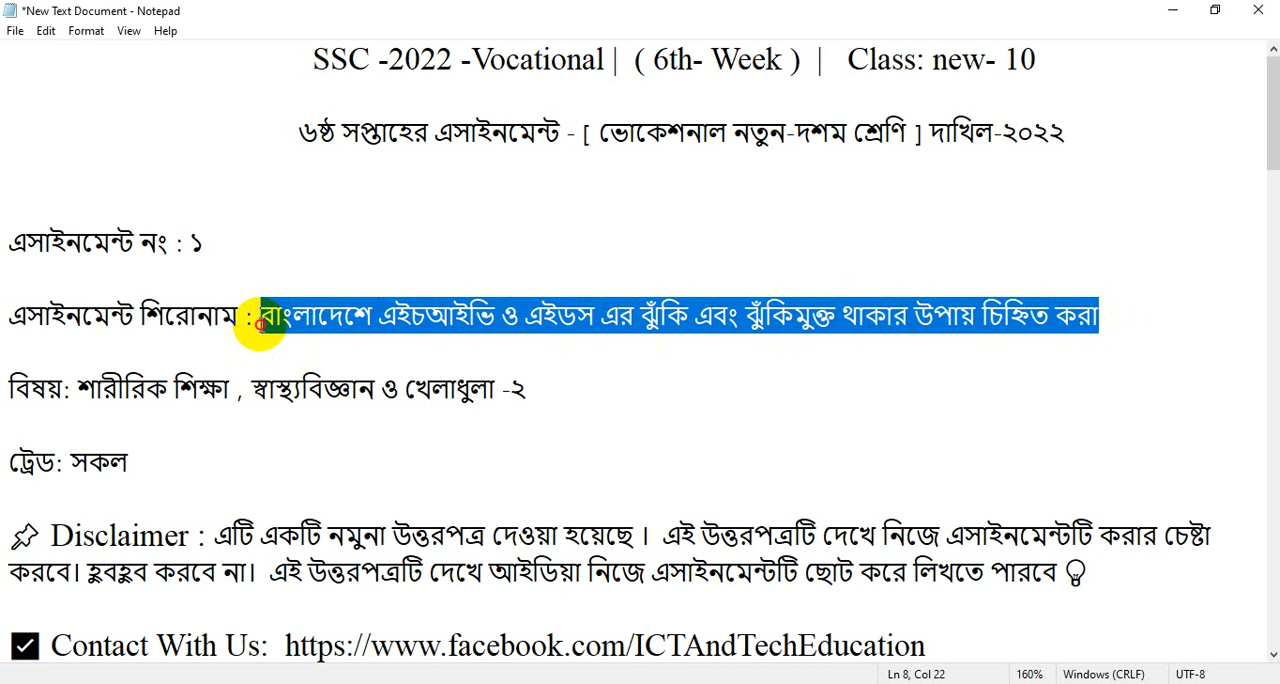 *New Text Document - Notepad
File Edit Format View Help
SSC -2022 -Vocational | ( 6th- Week ) | Class: new- 10
৬ষ্ঠ সপ্তাহের এসাইনমেন্ট - [ ভোকেশনাল নতুন-দশম শ্রেণি ] দাখিল-২০২২
এসাইনমেন্ট নং : ১
এসাইনমেন্ট শিরোনাম : বাংলাদেশে এইচআইভি ও এইডস এর ঝুঁকি এবং ঝুঁকিমুক্ত থাকার উপায় চিহ্নিত করা
বিষয়: শারীরিক শিক্ষা , স্বাস্থ্যবিজ্ঞান ও খেলাধুলা -২
ট্রেড: সকল
📌 Disclaimer : এটি একটি নমুনা উত্তরপত্র দেওয়া হয়েছে । এই উত্তরপত্রটি দেখে নিজে এসাইনমেন্টটি করার চেষ্টা
করবে। হুবহুব করবে না। এই উত্তরপত্রটি দেখে আইডিয়া নিজে এসাইনমেন্টটি ছোট করে লিখতে পারবে 💡
☑ Contact With Us: https://www.facebook.com/ICTAndTechEducation
Ln 8, Col 22 160% Windows (CRLF) UTF-8